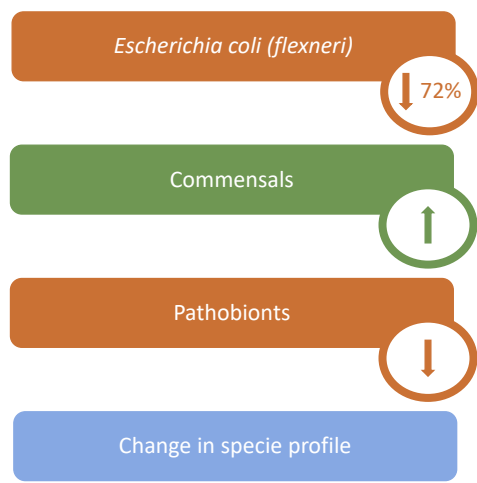 Escherichia coli (flexneri)
72%
Commensals
Pathobionts
Change in specie profile